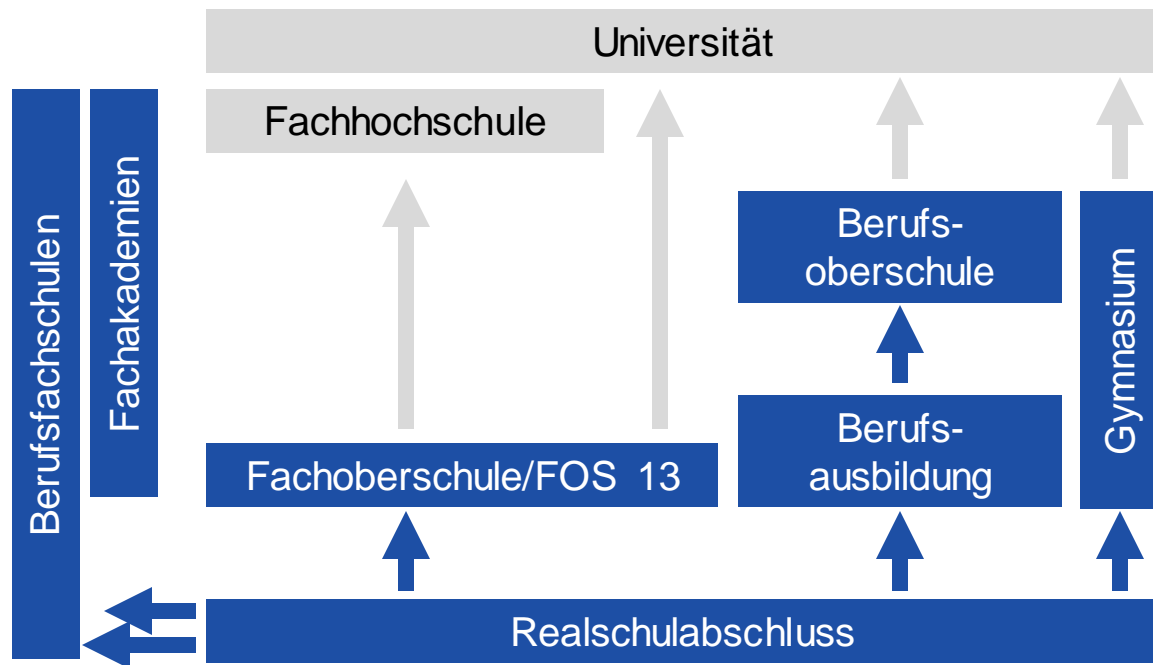 Universität
Fachhochschule
Berufsfachschulen
Fachakademien
Berufs-
oberschule
Gymnasium
Berufs-
ausbildung
Fachoberschule/FOS 13
Realschulabschluss